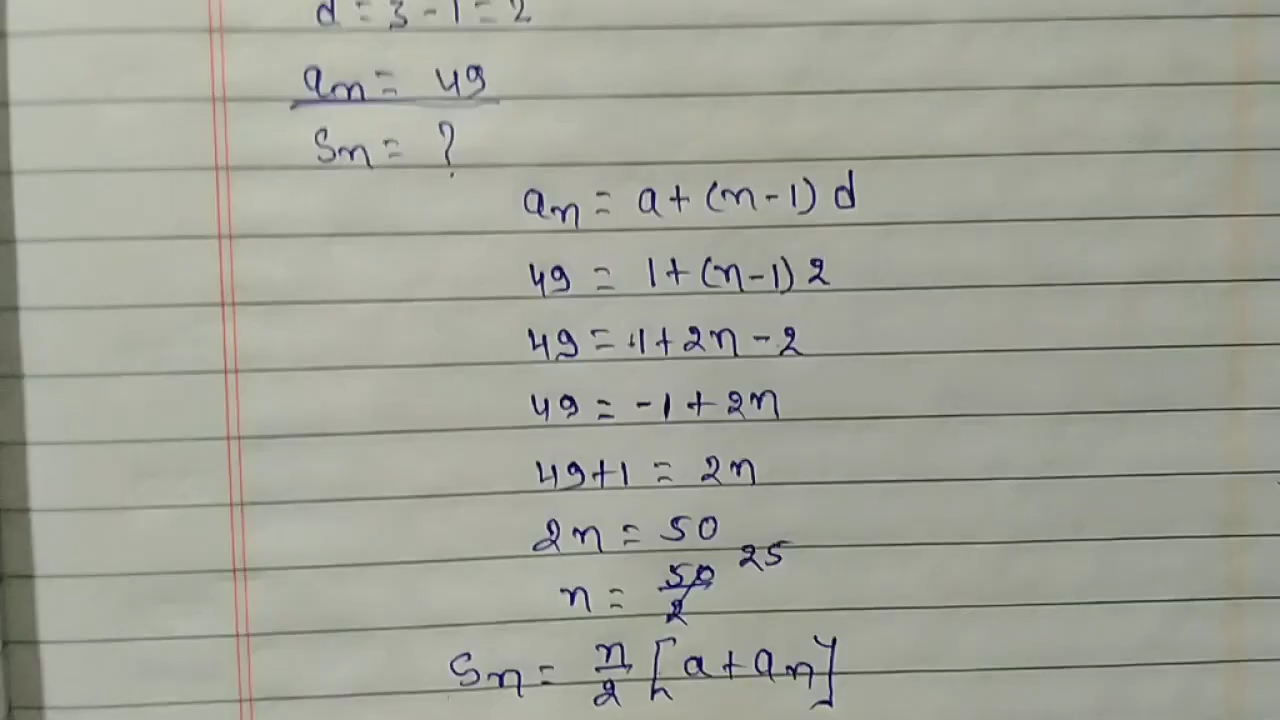 d = 3 - 1 = 2
an = 49
Sn = ?
an = a + (n-1) d
49 = 1 + (n-1) 2
49 = 1 + 2n - 2
49 = -1 + 2n
49+1 = 2n
2n = 50
n = 50/2 25
Sn = n/2 [a + an]